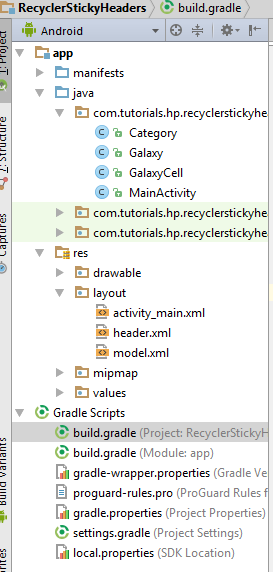 RecyclerStickyHeaders build.gradle
Android
app
manifests
java
com.tutorials.hp.recyclerstickyhe
Category
Galaxy
GalaxyCell
MainActivity
com.tutorials.hp.recyclerstickyhe
com.tutorials.hp.recyclerstickyhe
res
drawable
layout
activity_main.xml
header.xml
model.xml
mipmap
values
Gradle Scripts
build.gradle (Project: RecyclerStickyH
build.gradle (Module: app)
gradle-wrapper.properties (Gradle Ve
proguard-rules.pro (ProGuard Rules f
gradle.properties (Project Properties)
settings.gradle (Project Settings)
local.properties (SDK Location)
1: Project
7: Structure
Captures
Build Variants